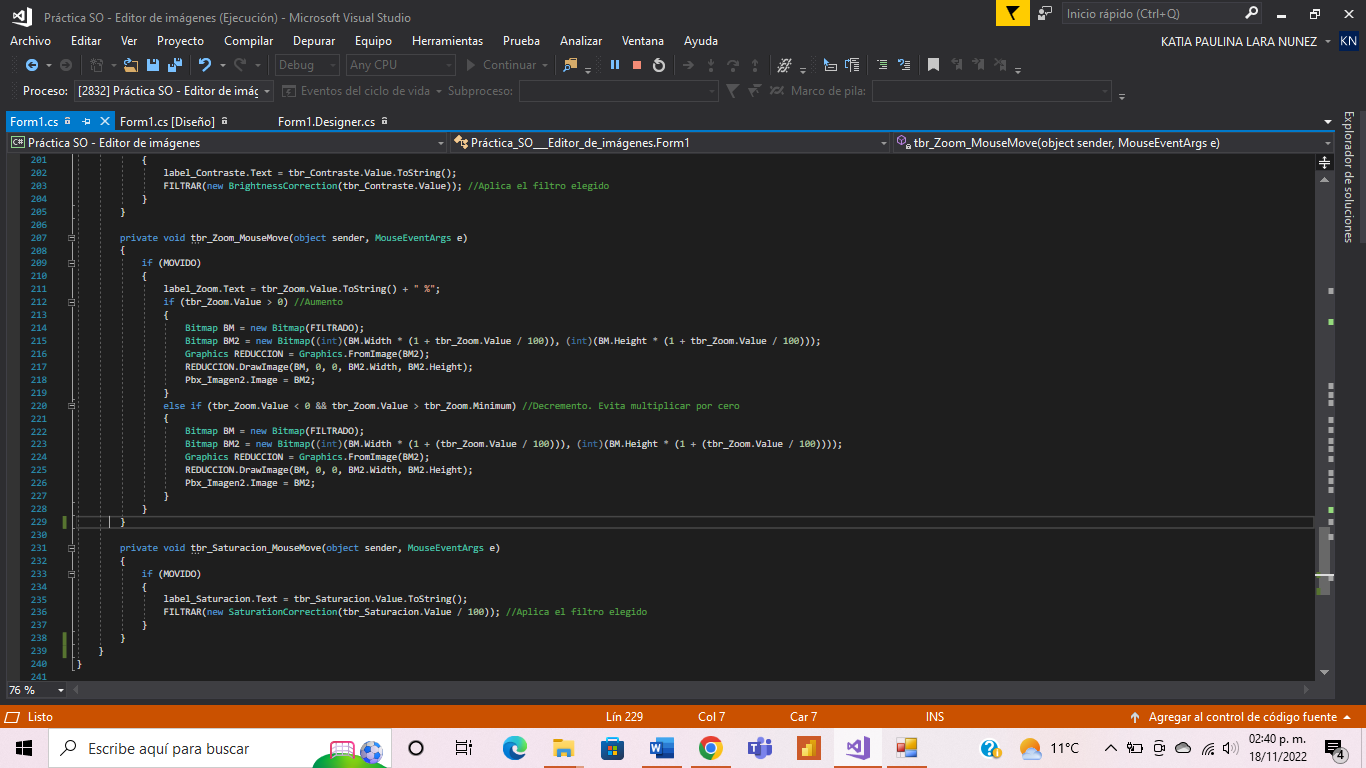 Práctica SO - Editor de imágenes (Ejecución) - Microsoft Visual Studio
Inicio rápido (Ctrl+Q)
Archivo Editar Ver Proyecto Compilar Depurar Equipo Herramientas Prueba Analizar Ventana Ayuda
KATIA PAULINA LARA NUNEZ KN
Debug Any CPU Continuar
Proceso: [2832] Práctica SO - Editor de imág Eventos del ciclo de vida Subproceso: Marco de pila:
Form1.cs Form1.cs [Diseño] Form1.Designer.cs
Explorador de soluciones
C# Práctica SO - Editor de imágenes Práctica_SO___Editor_de_imágenes.Form1 tbr_Zoom_MouseMove(object sender, MouseEventArgs e)
201 {
202 label_Contraste.Text = tbr_Contraste.Value.ToString();
203 FILTRAR(new BrightnessCorrection(tbr_Contraste.Value)); //Aplica el filtro elegido
204 }
205 }
206
207 private void tbr_Zoom_MouseMove(object sender, MouseEventArgs e)
208 {
209 if (MOVIDO)
210 {
211 label_Zoom.Text = tbr_Zoom.Value.ToString() + " %";
212 if (tbr_Zoom.Value > 0) //Aumento
213 {
214 Bitmap BM = new Bitmap(FILTRADO);
215 Bitmap BM2 = new Bitmap((int)(BM.Width * (1 + tbr_Zoom.Value / 100)), (int)(BM.Height * (1 + tbr_Zoom.Value / 100)));
216 Graphics REDUCCION = Graphics.FromImage(BM2);
217 REDUCCION.DrawImage(BM, 0, 0, BM2.Width, BM2.Height);
218 Pbx_Imagen2.Image = BM2;
219 }
220 else if (tbr_Zoom.Value < 0 && tbr_Zoom.Value > tbr_Zoom.Minimum) //Decremento. Evita multiplicar por cero
221 {
222 Bitmap BM = new Bitmap(FILTRADO);
223 Bitmap BM2 = new Bitmap((int)(BM.Width * (1 + (tbr_Zoom.Value / 100))), (int)(BM.Height * (1 + (tbr_Zoom.Value / 100))));
224 Graphics REDUCCION = Graphics.FromImage(BM2);
225 REDUCCION.DrawImage(BM, 0, 0, BM2.Width, BM2.Height);
226 Pbx_Imagen2.Image = BM2;
227 }
228 }
229 }
230
231 private void tbr_Saturacion_MouseMove(object sender, MouseEventArgs e)
232 {
233 if (MOVIDO)
234 {
235 label_Saturacion.Text = tbr_Saturacion.Value.ToString();
236 FILTRAR(new SaturationCorrection(tbr_Saturacion.Value / 100)); //Aplica el filtro elegido
237 }
238 }
239 }
240 }
241
76 %
Listo Lín 229 Col 7 Car 7 INS Agregar al control de código fuente
Escribe aquí para buscar 11°C 02:40 p. m.
18/11/2022 4